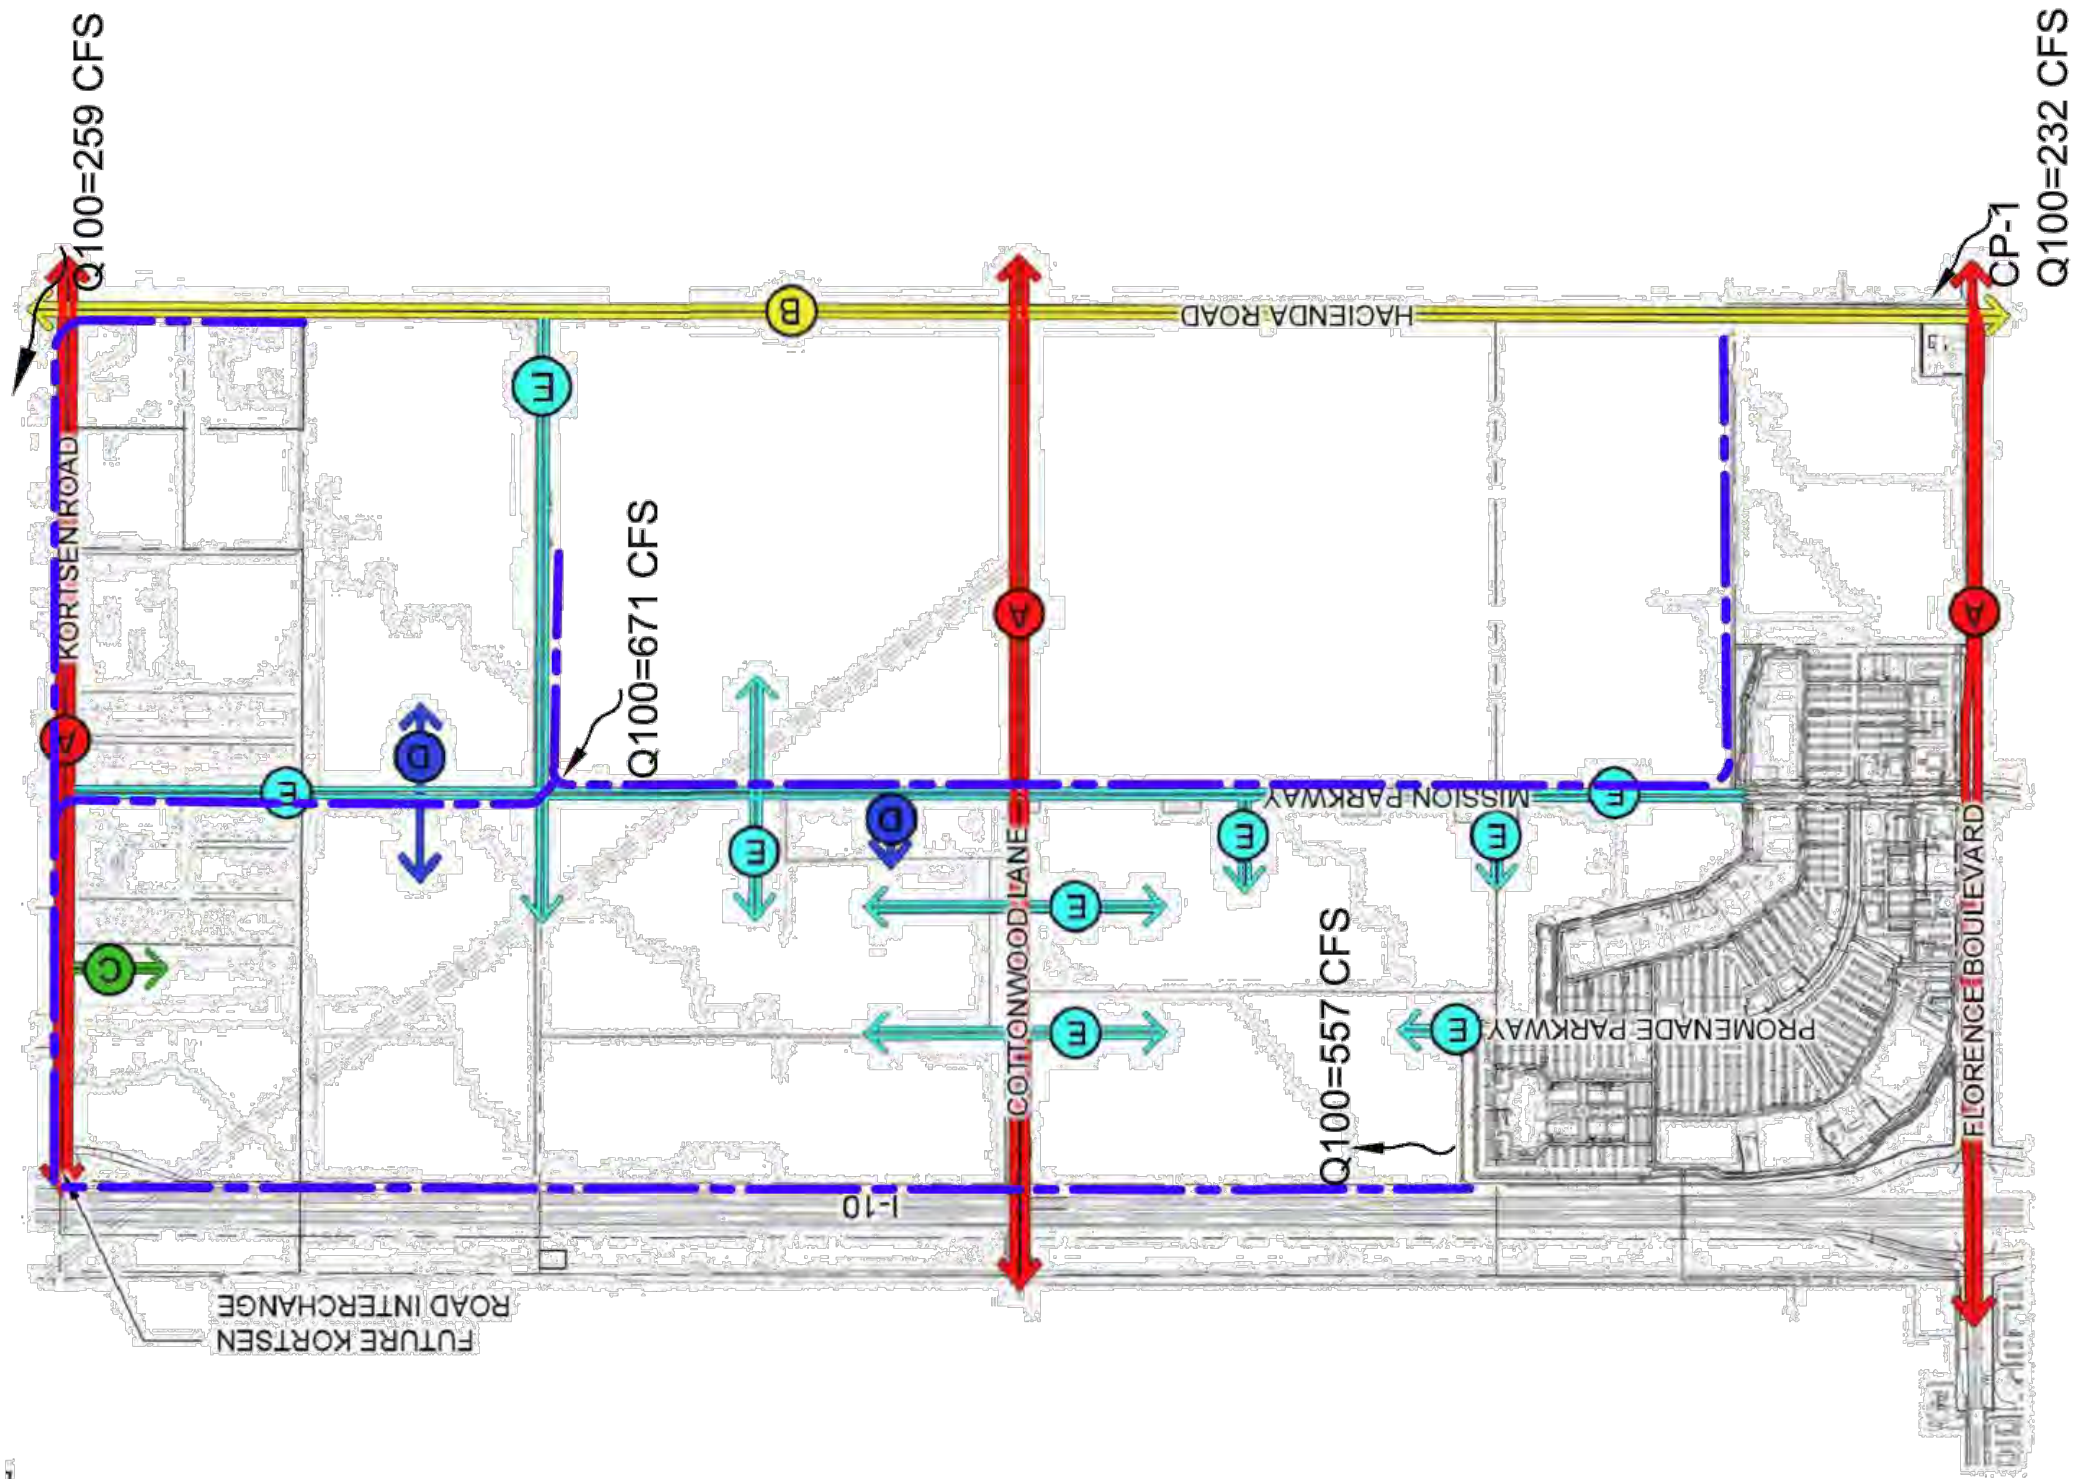 Q100=259 CFS
KORTSEN ROAD
A
E
C
D
B
E
Q100=671 CFS
E
D
A
HACIENDA ROAD
COTTONWOOD LANE
E
E
E
MISSION PARKWAY
E
E
E
PROMENADE PARKWAY
Q100=557 CFS
I-10
A
FLORENCE BOULEVARD
CP-1
Q100=232 CFS
FUTURE KORTSEN
ROAD INTERCHANGE